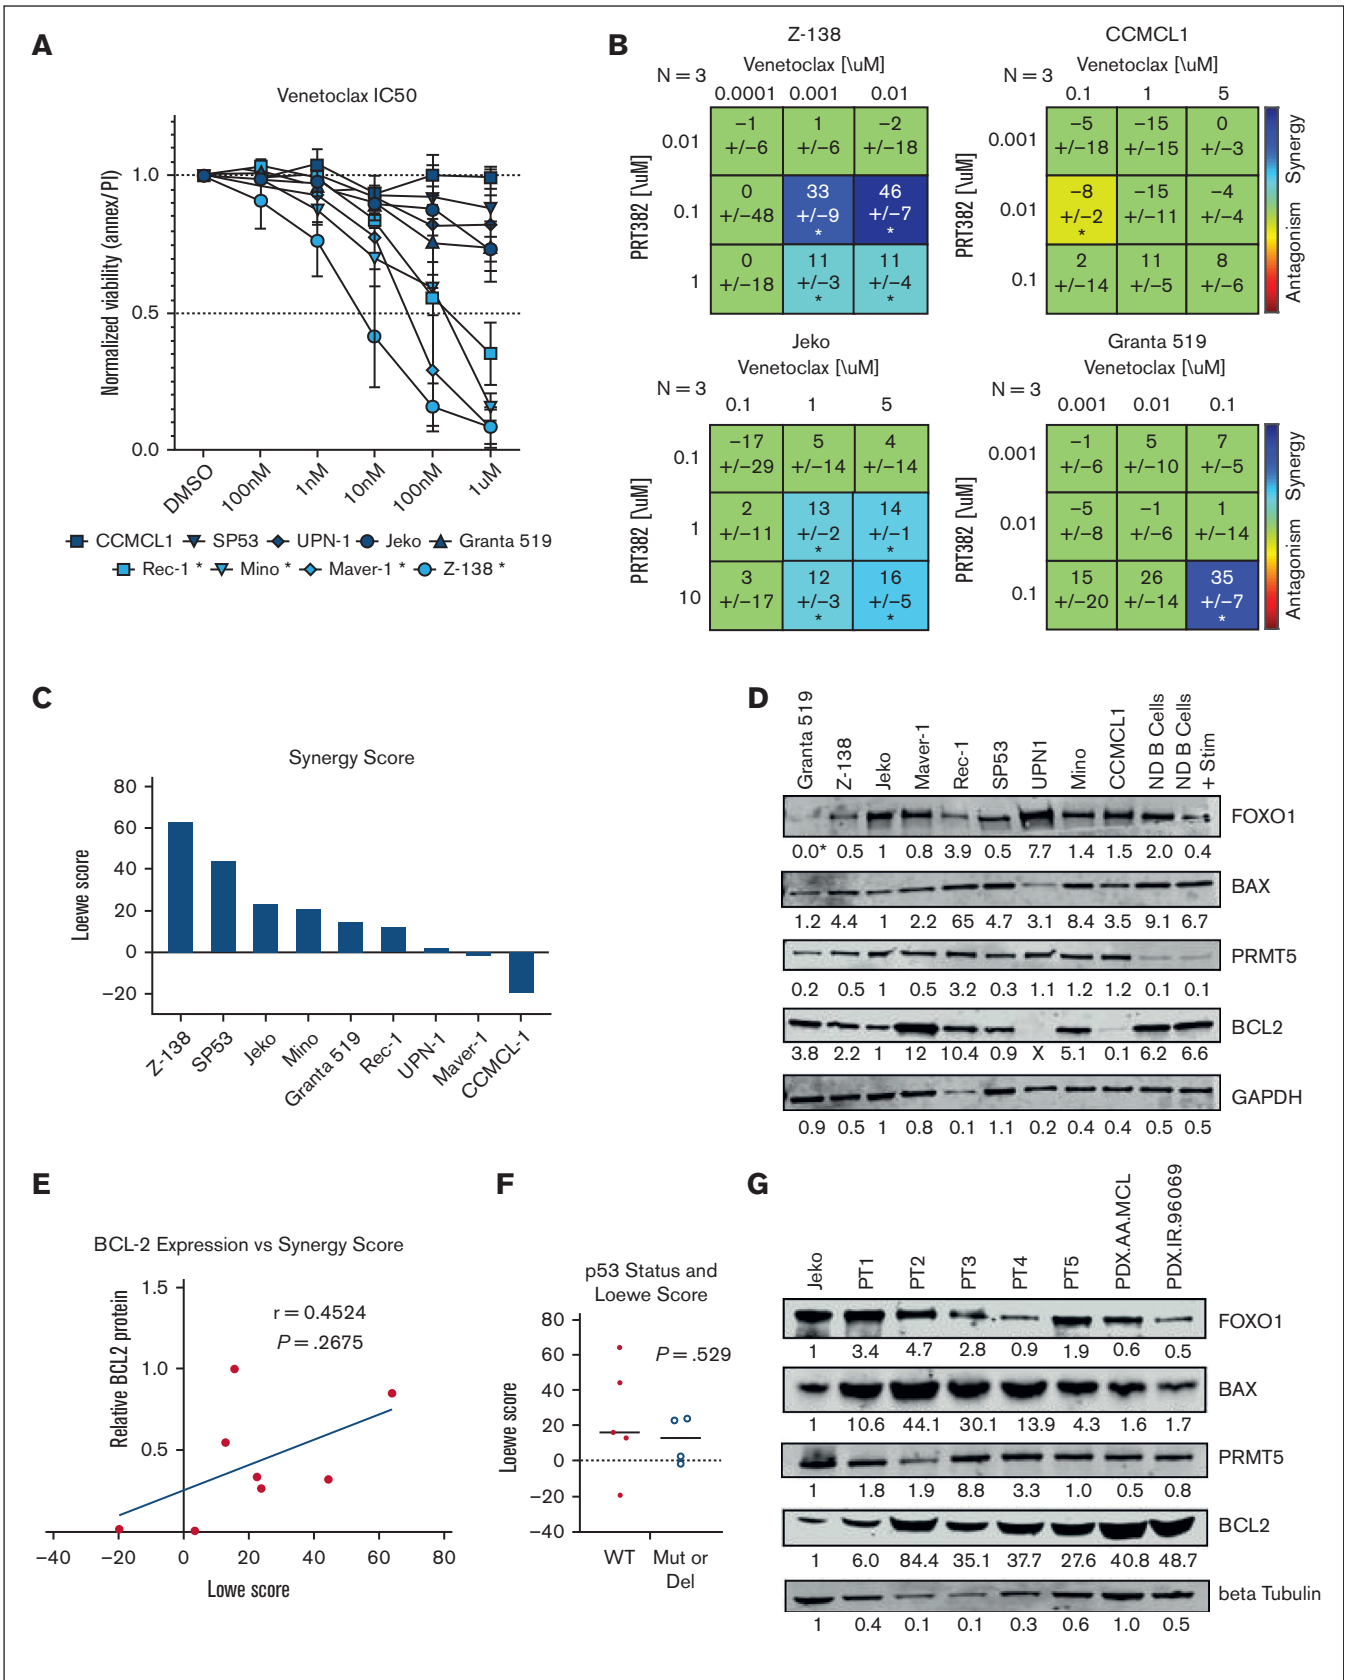 A
Venetoclax IC50
Normalized viability (annex/ PI)
1.0
0.5
0.0
DMSO
100nM
1nM
10nM
100nM
1uM
CCMCL1 SP53 UPN-1 Jeko Granta 519
Rec-1 * Mino * Maver-1 * Z-138 *
B
Z-138
Venetoclax [\uM]
N = 3
0.0001 0.001 0.01
PRT382 [\uM]
0.01
−1 +/−6
1 +/−6
−2 +/−18
0.1
0 +/−48
33 +/−9 *
46 +/−7 *
1
0 +/−18
11 +/−3 *
11 +/−4 *
CCMCL1
Venetoclax [\uM]
N = 3
0.1 1 5
PRT382 [\uM]
0.001
−5 +/−18
−15 +/−15
0 +/−3
0.01
−8 +/−2 *
−15 +/−11
−4 +/−4
0.1
2 +/−14
11 +/−5
8 +/−6
Antagonism Synergy
Jeko
Venetoclax [\uM]
N = 3
0.1 1 5
PRT382 [\uM]
0.1
−17 +/−29
5 +/−14
4 +/−14
1
2 +/−11
13 +/−2 *
14 +/−1 *
10
3 +/−17
12 +/−3 *
16 +/−5 *
Granta 519
Venetoclax [\uM]
N = 3
0.001 0.01 0.1
PRT382 [\uM]
0.001
−1 +/−6
5 +/−10
7 +/−5
0.01
−5 +/−8
−1 +/−6
1 +/−14
0.1
15 +/−20
26 +/−14
35 +/−7 *
Antagonism Synergy
C
Synergy Score
Loewe score
80
60
40
20
0
−20
Z-138
SP53
Jeko
Mino
Granta 519
Rec-1
UPN-1
Maver-1
CCMCL-1
D
Granta 519
Z-138
Jeko
Maver-1
Rec-1
SP53
UPN1
Mino
CCMCL1
ND B Cells
ND B Cells + Stim
FOXO1
0.0* 0.5 1 0.8 3.9 0.5 7.7 1.4 1.5 2.0 0.4
BAX
1.2 4.4 1 2.2 65 4.7 3.1 8.4 3.5 9.1 6.7
PRMT5
0.2 0.5 1 0.5 3.2 0.3 1.1 1.2 1.2 0.1 0.1
BCL2
3.8 2.2 1 12 10.4 0.9 X 5.1 0.1 6.2 6.6
GAPDH
0.9 0.5 1 0.8 0.1 1.1 0.2 0.4 0.4 0.5 0.5
E
BCL-2 Expression vs Synergy Score
Relative BCL2 protein
1.5
1.0
0.5
r = 0.4524
P = .2675
−40 −20 0 20 40 60 80
Lowe score
F
p53 Status and
Loewe Score
Loewe score
80
60
40
20
0
−20
−40
P = .529
WT Mut or
Del
G
Jeko
PT1
PT2
PT3
PT4
PT5
PDX.AA.MCL
PDX.IR.96069
FOXO1
1 3.4 4.7 2.8 0.9 1.9 0.6 0.5
BAX
1 10.6 44.1 30.1 13.9 4.3 1.6 1.7
PRMT5
1 1.8 1.9 8.8 3.3 1.0 0.5 0.8
BCL2
1 6.0 84.4 35.1 37.7 27.6 40.8 48.7
beta Tubulin
1 0.4 0.1 0.1 0.3 0.6 1.0 0.5